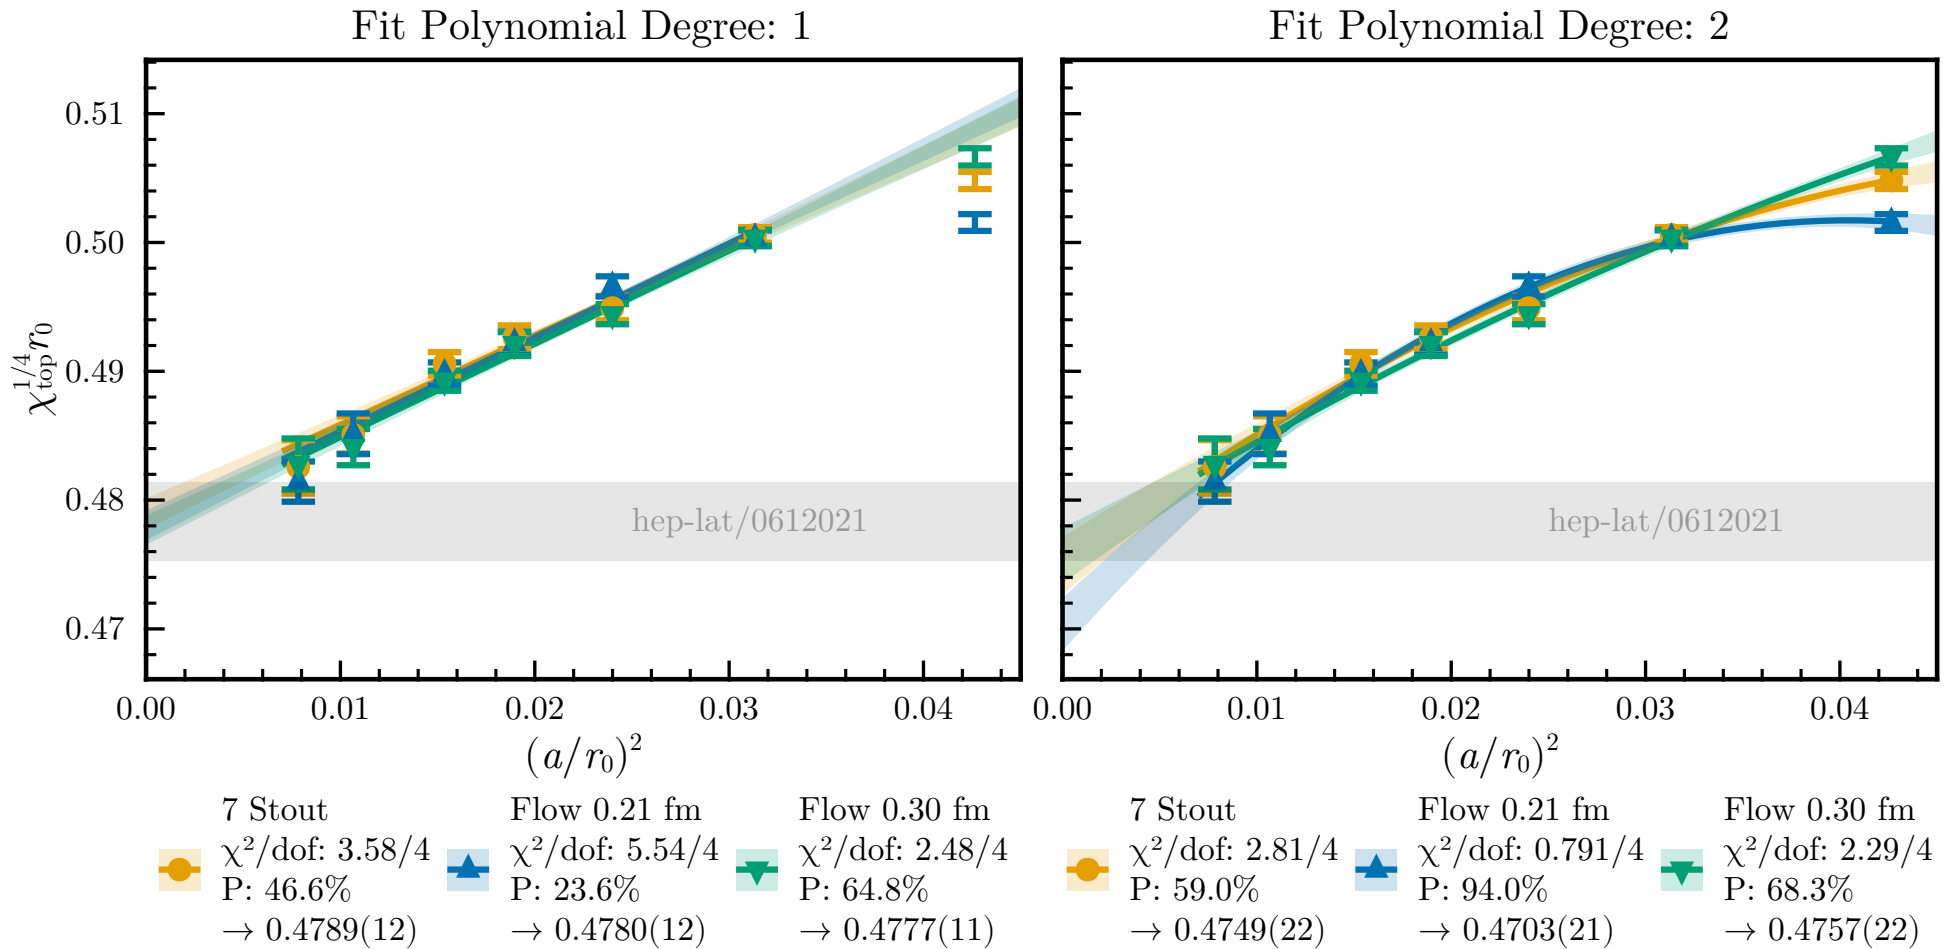 Fit Polynomial Degree: 1
Fit Polynomial Degree: 2
0.51
0.50
0.49
0.48
0.47
χ_top^{1/4} r_0
hep-lat/0612021
hep-lat/0612021
0.00 0.01 0.02 0.03 0.04
0.00 0.01 0.02 0.03 0.04
(a/r_0)^2
(a/r_0)^2
7 Stout
χ²/dof: 3.58/4
P: 46.6%
→ 0.4789(12)
Flow 0.21 fm
χ²/dof: 5.54/4
P: 23.6%
→ 0.4780(12)
Flow 0.30 fm
χ²/dof: 2.48/4
P: 64.8%
→ 0.4777(11)
7 Stout
χ²/dof: 2.81/4
P: 59.0%
→ 0.4749(22)
Flow 0.21 fm
χ²/dof: 0.791/4
P: 94.0%
→ 0.4703(21)
Flow 0.30 fm
χ²/dof: 2.29/4
P: 68.3%
→ 0.4757(22)